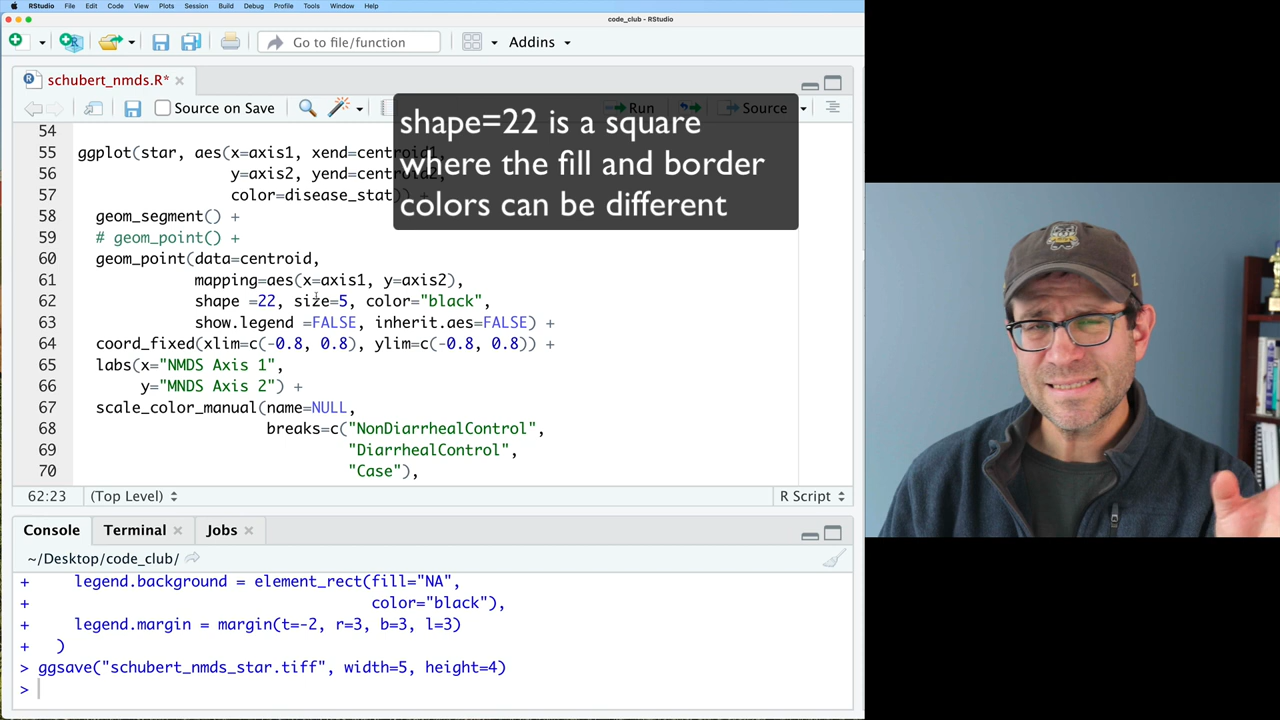 RStudio File Edit Code View Plots Session Build Debug Profile Tools Window Help
code_club - RStudio
Go to file/function Addins
schubert_nmds.R*
Source on Save Run Source
shape=22 is a square
where the fill and border
colors can be different
54
55 ggplot(star, aes(x=axis1, xend=centroid1,
56 y=axis2, yend=centroid2,
57 color=disease_stat)) +
58 geom_segment() +
59 # geom_point() +
60 geom_point(data=centroid,
61 mapping=aes(x=axis1, y=axis2),
62 shape =22, size=5, color="black",
63 show.legend =FALSE, inherit.aes=FALSE) +
64 coord_fixed(xlim=c(-0.8, 0.8), ylim=c(-0.8, 0.8)) +
65 labs(x="NMDS Axis 1",
66 y="MNDS Axis 2") +
67 scale_color_manual(name=NULL,
68 breaks=c("NonDiarrhealControl",
69 "DiarrhealControl",
70 "Case"),
62:23 (Top Level) R Script
Console Terminal Jobs
~/Desktop/code_club/
+ legend.background = element_rect(fill="NA",
+ color="black"),
+ legend.margin = margin(t=-2, r=3, b=3, l=3)
+ )
> ggsave("schubert_nmds_star.tiff", width=5, height=4)
>